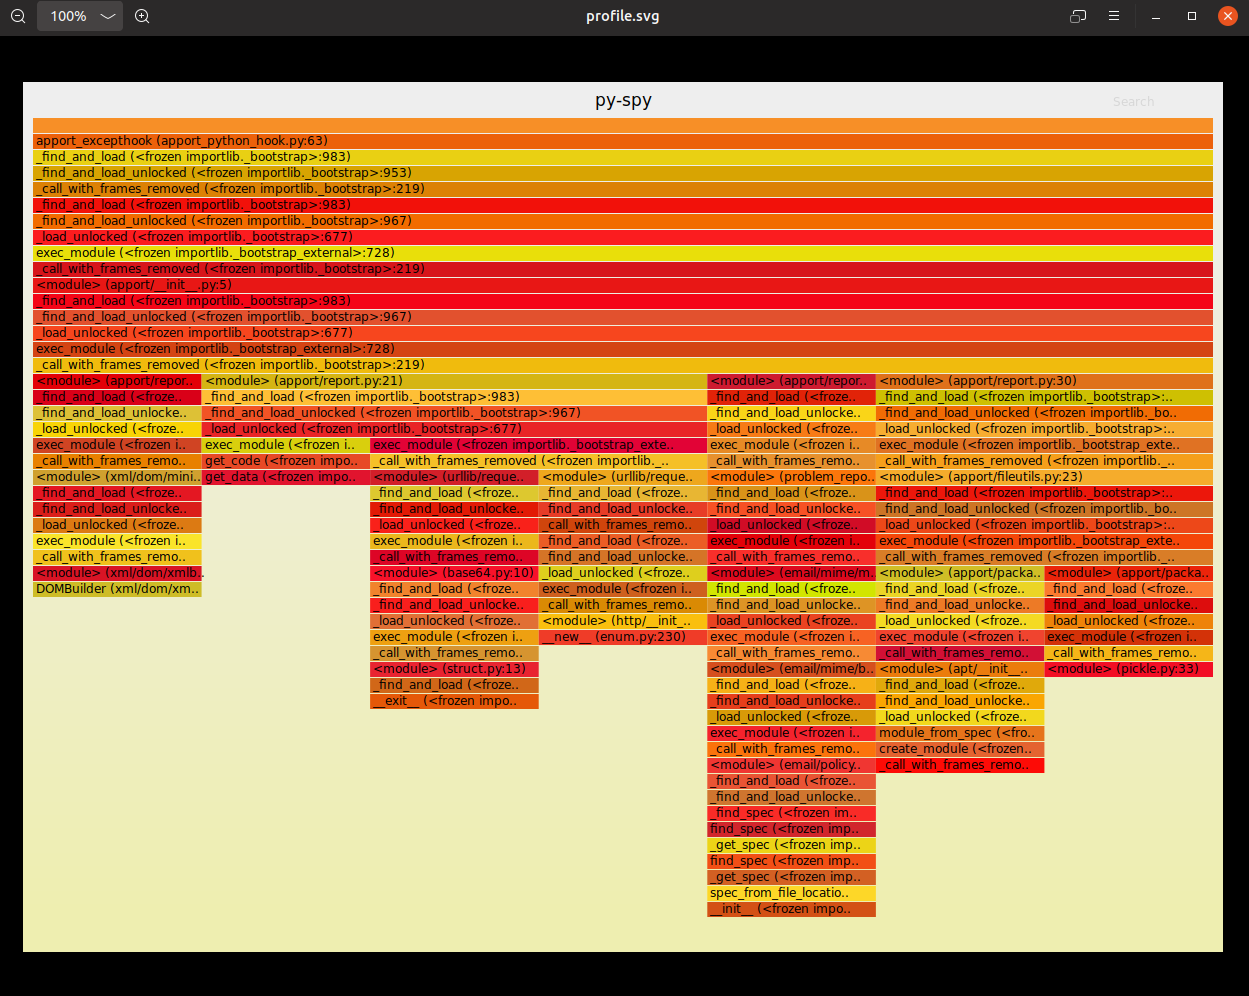 100%
profile.svg
py-spy
Search
apport_excepthook (apport_python_hook.py:63)
_find_and_load (<frozen importlib._bootstrap>:983)
_find_and_load_unlocked (<frozen importlib._bootstrap>:953)
_call_with_frames_removed (<frozen importlib._bootstrap>:219)
_find_and_load (<frozen importlib._bootstrap>:983)
_find_and_load_unlocked (<frozen importlib._bootstrap>:967)
_load_unlocked (<frozen importlib._bootstrap>:677)
exec_module (<frozen importlib._bootstrap_external>:728)
_call_with_frames_removed (<frozen importlib._bootstrap>:219)
<module> (apport/__init__.py:5)
_find_and_load (<frozen importlib._bootstrap>:983)
_find_and_load_unlocked (<frozen importlib._bootstrap>:967)
_load_unlocked (<frozen importlib._bootstrap>:677)
exec_module (<frozen importlib._bootstrap_external>:728)
_call_with_frames_removed (<frozen importlib._bootstrap>:219)
<module> (apport/repor.. <module> (apport/report.py:21) <module> (apport/repor.. <module> (apport/report.py:30)
_find_and_load (<froze.. _find_and_load (<frozen importlib._bootstrap>:983) _find_and_load (<froze.. _find_and_load (<frozen importlib._bootstrap>:..
_find_and_load_unlocke.. _find_and_load_unlocked (<frozen importlib._bootstrap>:967) _find_and_load_unlocke.. _find_and_load_unlocked (<frozen importlib._bo..
_load_unlocked (<froze.. _load_unlocked (<frozen importlib._bootstrap>:677) _load_unlocked (<froze.. _load_unlocked (<frozen importlib._bootstrap>:..
exec_module (<frozen i.. exec_module (<frozen i.. exec_module (<frozen importlib._bootstrap_exte.. exec_module (<frozen i.. exec_module (<frozen importlib._bootstrap_exte..
_call_with_frames_remo.. get_code (<frozen impo.. _call_with_frames_removed (<frozen importlib._.. _call_with_frames_remo.. _call_with_frames_removed (<frozen importlib._..
<module> (xml/dom/mini.. get_data (<frozen impo.. <module> (urllib/reque.. <module> (urllib/reque.. <module> (problem_repo.. <module> (apport/fileutils.py:23)
_find_and_load (<froze.. _find_and_load (<froze.. _find_and_load (<froze.. _find_and_load (<froze.. _find_and_load (<frozen importlib._bootstrap>:..
_find_and_load_unlocke.. _find_and_load_unlocke.. _find_and_load_unlocke.. _find_and_load_unlocke.. _find_and_load_unlocked (<frozen importlib._bo..
_load_unlocked (<froze.. _load_unlocked (<froze.. _call_with_frames_remo.. _load_unlocked (<froze.. _load_unlocked (<frozen importlib._bootstrap>:..
exec_module (<frozen i.. exec_module (<frozen i.. _find_and_load (<froze.. exec_module (<frozen i.. exec_module (<frozen importlib._bootstrap_exte..
_call_with_frames_remo.. _call_with_frames_remo.. _find_and_load_unlocke.. _call_with_frames_remo.. _call_with_frames_removed (<frozen importlib._..
<module> (xml/dom/xmlb.. <module> (base64.py:10) _load_unlocked (<froze.. <module> (email/mime/m.. <module> (apport/packa.. <module> (apport/packa..
DOMBuilder (xml/dom/xm.. _find_and_load (<froze.. exec_module (<frozen i.. _find_and_load (<froze.. _find_and_load (<froze.. _find_and_load (<froze..
_find_and_load_unlocke.. _call_with_frames_remo.. _find_and_load_unlocke.. _find_and_load_unlocke.. _find_and_load_unlocke..
_load_unlocked (<froze.. <module> (http/__init_.. _load_unlocked (<froze.. _load_unlocked (<froze.. _load_unlocked (<froze..
exec_module (<frozen i.. __new__ (enum.py:230) exec_module (<frozen i.. exec_module (<frozen i.. exec_module (<frozen i..
_call_with_frames_remo.. _call_with_frames_remo.. _call_with_frames_remo.. _call_with_frames_remo..
<module> (struct.py:13) <module> (email/mime/b.. <module> (apt/__init__.. <module> (pickle.py:33)
_find_and_load (<froze.. _find_and_load (<froze.. _find_and_load (<froze..
__exit__ (<frozen impo.. _find_and_load_unlocke.. _find_and_load_unlocke..
_load_unlocked (<froze.. _load_unlocked (<froze..
exec_module (<frozen i.. module_from_spec (<fro..
_call_with_frames_remo.. create_module (<frozen..
<module> (email/policy.. _call_with_frames_remo..
_find_and_load (<froze..
_find_and_load_unlocke..
_find_spec (<frozen im..
find_spec (<frozen imp..
_get_spec (<frozen imp..
find_spec (<frozen imp..
_get_spec (<frozen imp..
spec_from_file_locatio..
__init__ (<frozen impo..